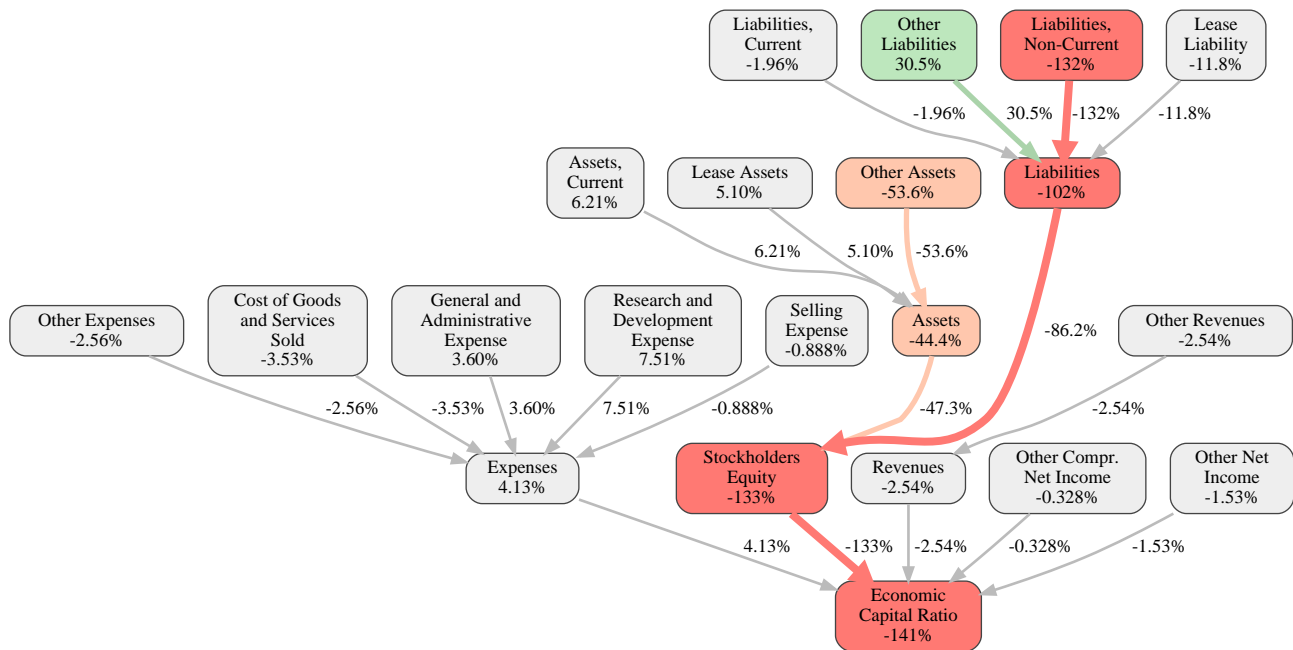 Liabilities,
Current
-1.96%
Other
Liabilities
30.5%
Liabilities,
Non-Current
-132%
Lease
Liability
-11.8%
-1.96%
30.5%
-132%
-11.8%
Assets,
Current
6.21%
Lease Assets
5.10%
Other Assets
-53.6%
Liabilities
-102%
6.21%
5.10%
-53.6%
Other Expenses
-2.56%
Cost of Goods
and Services
Sold
-3.53%
General and
Administrative
Expense
3.60%
Research and
Development
Expense
7.51%
Selling
Expense
-0.888%
Assets
-44.4%
-86.2%
Other Revenues
-2.54%
-2.56%
-3.53%
3.60%
7.51%
-0.888%
-47.3%
-2.54%
Expenses
4.13%
Stockholders
Equity
-133%
Revenues
-2.54%
Other Compr.
Net Income
-0.328%
Other Net
Income
-1.53%
4.13%
-133%
-2.54%
-0.328%
-1.53%
Economic
Capital Ratio
-141%